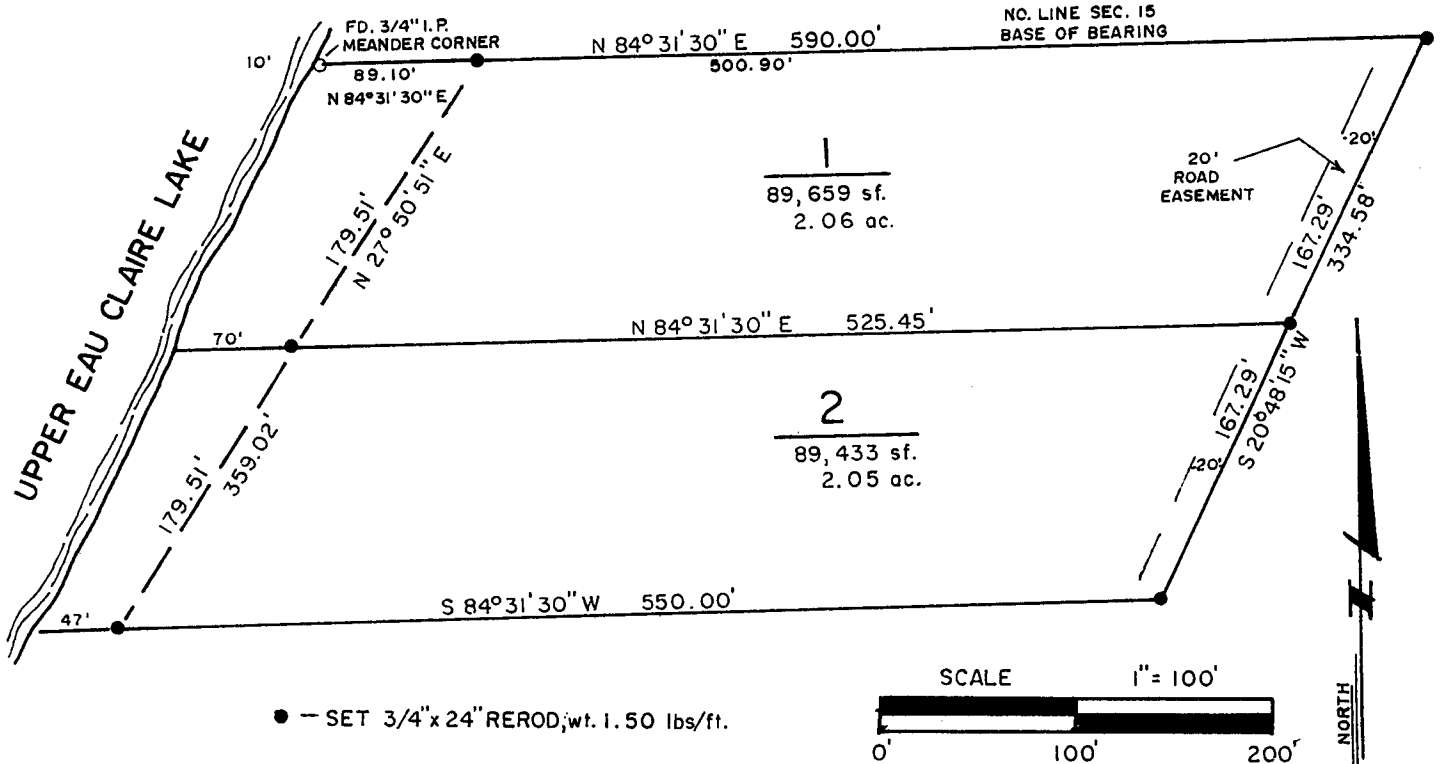 FD. 3/4" I.P.
MEANDER CORNER
10'
89.10'
N 84° 31' 30" E
N 84° 31' 30" E 590.00'
500.90'
NO. LINE SEC. 15
BASE OF BEARING
UPPER EAU CLAIRE LAKE
179.51'
N 27° 50' 51" E
1
89,659 sf.
2.06 ac.
20'
20'
ROAD
EASEMENT
167.29'
334.58'
70'
N 84° 31' 30" E 525.45'
2
89,433 sf.
2.05 ac.
167.29'
S 20° 48' 15" W
20'
179.51'
359.02'
47'
S 84° 31' 30" W 550.00'
● – SET 3/4" x 24" REROD; wt. 1.50 lbs/ft.
SCALE 1" = 100'
0' 100' 200'
NORTH